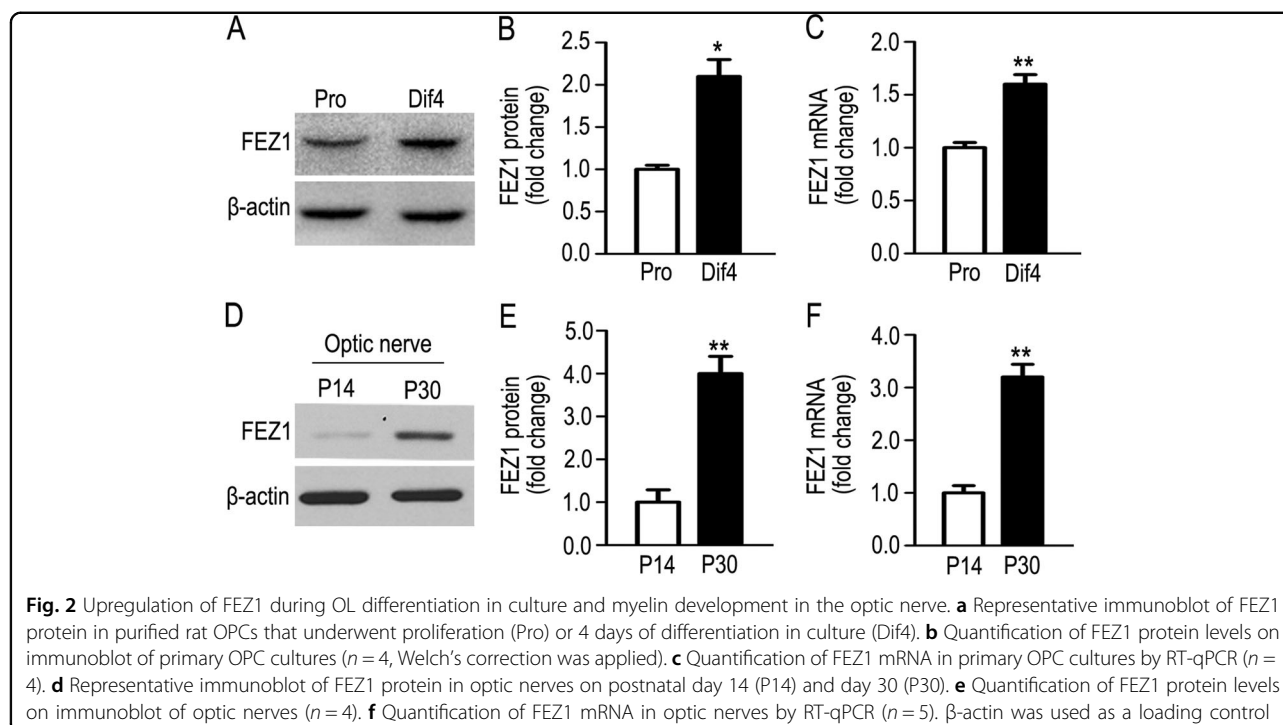 A
Pro Dif4
FEZ1
β-actin
B
FEZ1 protein
(fold change)
2.5
2.0
1.5
1.0
0.5
0.0
*
Pro Dif4
C
FEZ1 mRNA
(fold change)
2.0
1.5
1.0
0.5
0.0
**
Pro Dif4
D
Optic nerve
P14 P30
FEZ1
β-actin
E
FEZ1 protein
(fold change)
5.0
4.0
3.0
2.0
1.0
0.0
**
P14 P30
F
FEZ1 mRNA
(fold change)
4.0
3.0
2.0
1.0
0.0
**
P14 P30
Fig. 2 Upregulation of FEZ1 during OL differentiation in culture and myelin development in the optic nerve. a Representative immunoblot of FEZ1
protein in purified rat OPCs that underwent proliferation (Pro) or 4 days of differentiation in culture (Dif4). b Quantification of FEZ1 protein levels on
immunoblot of primary OPC cultures (n = 4, Welch's correction was applied). c Quantification of FEZ1 mRNA in primary OPC cultures by RT-qPCR (n =
4). d Representative immunoblot of FEZ1 protein in optic nerves on postnatal day 14 (P14) and day 30 (P30). e Quantification of FEZ1 protein levels
on immunoblot of optic nerves (n = 4). f Quantification of FEZ1 mRNA in optic nerves by RT-qPCR (n = 5). β-actin was used as a loading control